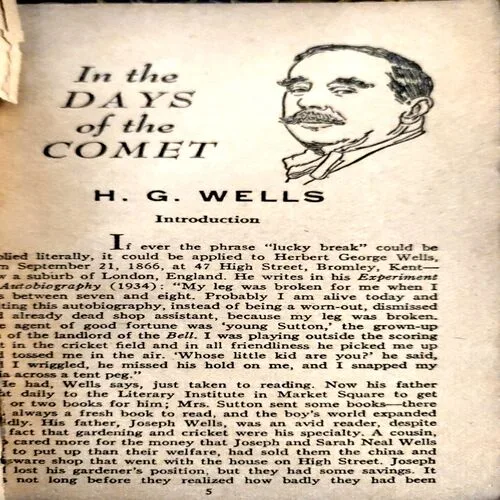 In the
DAYS
of the
COMET
H. G. WELLS
Introduction
If ever the phrase "lucky break" could be
plied literally, it could be applied to Herbert George Wells,
September 21, 1866, at 47 High Street, Bromley, Kent—
a suburb of London, England. He writes in his Experiment
Autobiography (1934): "My leg was broken for me when I
between seven and eight. Probably I am alive today and
ting this autobiography, instead of being a worn-out, dismissed
already dead shop assistant, because my leg was broken.
e agent of good fortune was 'young Sutton,' the grown-up
of the landlord of the Bell. I was playing outside the scoring
t in the cricket field and in all friendliness he picked me up
tossed me in the air. 'Whose little kid are you?' he said,
I wriggled, he missed his hold on me, and I snapped my
ia across a tent peg."
He had, Wells says, just taken to reading. Now his father
ht daily to the Literary Institute in Market Square to get
or two books for him; Mrs. Sutton sent some books—there
always a fresh book to read, and the boy's world expanded
dly. His father, Joseph Wells, was an avid reader, despite
fact that gardening and cricket were his specialty. A cousin,
cared more for the money that Joseph and Sarah Neal Wells
to put up than their welfare, had sold them the china and
ssware shop that went with the house on High Street. Joseph
lost his gardener's position, but they had some savings. It
not long before they realized how badly they had been
5